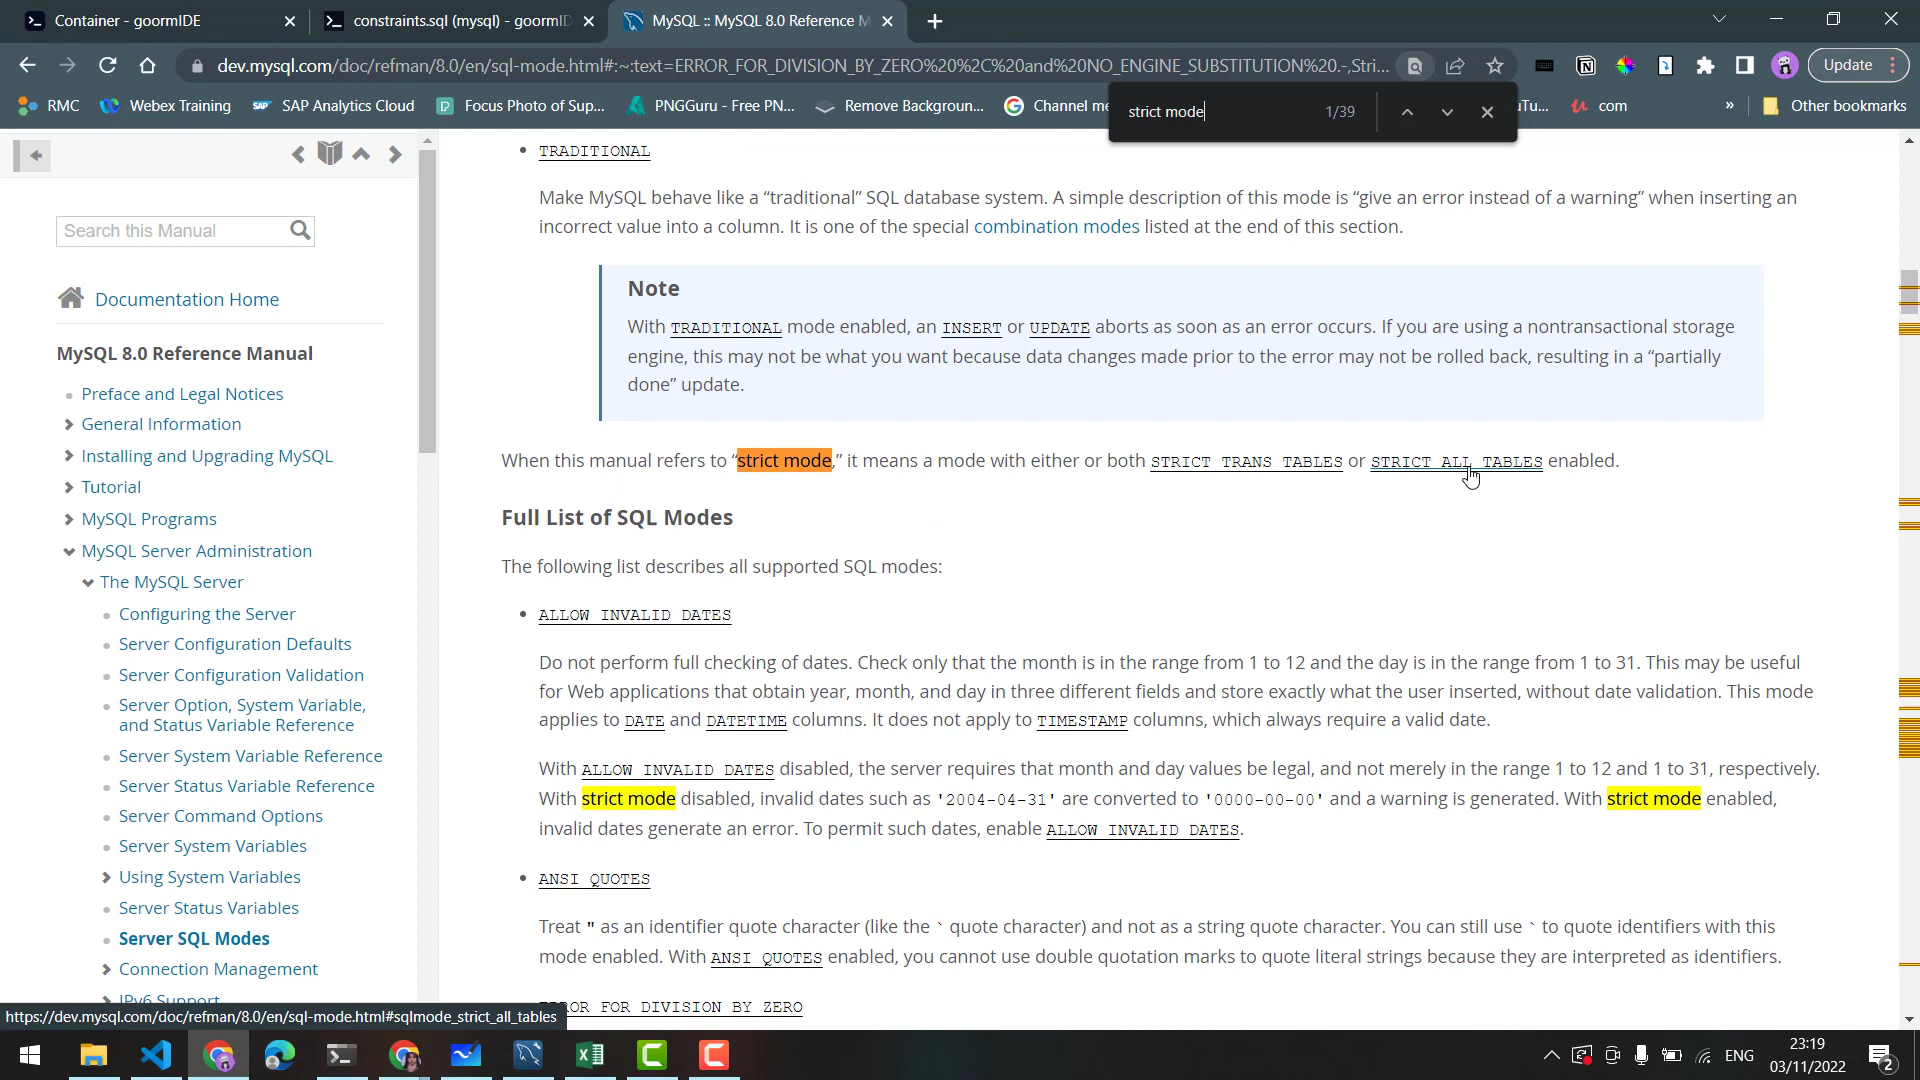 Container - goormIDE
constraints.sql (mysql) - goormID
MySQL :: MySQL 8.0 Reference M
dev.mysql.com/doc/refman/8.0/en/sql-mode.html#:~:text=ERROR_FOR_DIVISION_BY_ZERO%20%2C%20and%20NO_ENGINE_SUBSTITUTION%20.-,Stri...
Update
RMC
Webex Training
SAP Analytics Cloud
Focus Photo of Sup...
PNGGuru - Free PN...
Remove Background...
Channel me
uTu...
com
»
Other bookmarks
strict mode
1/39
Search this Manual
Documentation Home
MySQL 8.0 Reference Manual
Preface and Legal Notices
General Information
Installing and Upgrading MySQL
Tutorial
MySQL Programs
MySQL Server Administration
The MySQL Server
Configuring the Server
Server Configuration Defaults
Server Configuration Validation
Server Option, System Variable,
and Status Variable Reference
Server System Variable Reference
Server Status Variable Reference
Server Command Options
Server System Variables
Using System Variables
Server Status Variables
Server SQL Modes
Connection Management
IPv6 Support
TRADITIONAL
Make MySQL behave like a “traditional” SQL database system. A simple description of this mode is “give an error instead of a warning” when inserting an
incorrect value into a column. It is one of the special combination modes listed at the end of this section.
Note
With TRADITIONAL mode enabled, an INSERT or UPDATE aborts as soon as an error occurs. If you are using a nontransactional storage
engine, this may not be what you want because data changes made prior to the error may not be rolled back, resulting in a “partially
done” update.
When this manual refers to “strict mode,” it means a mode with either or both STRICT_TRANS_TABLES or STRICT_ALL_TABLES enabled.
Full List of SQL Modes
The following list describes all supported SQL modes:
ALLOW_INVALID_DATES
Do not perform full checking of dates. Check only that the month is in the range from 1 to 12 and the day is in the range from 1 to 31. This may be useful
for Web applications that obtain year, month, and day in three different fields and store exactly what the user inserted, without date validation. This mode
applies to DATE and DATETIME columns. It does not apply to TIMESTAMP columns, which always require a valid date.
With ALLOW_INVALID_DATES disabled, the server requires that month and day values be legal, and not merely in the range 1 to 12 and 1 to 31, respectively.
With strict mode disabled, invalid dates such as '2004-04-31' are converted to '0000-00-00' and a warning is generated. With strict mode enabled,
invalid dates generate an error. To permit such dates, enable ALLOW_INVALID_DATES.
ANSI_QUOTES
Treat " as an identifier quote character (like the ` quote character) and not as a string quote character. You can still use ` to quote identifiers with this
mode enabled. With ANSI_QUOTES enabled, you cannot use double quotation marks to quote literal strings because they are interpreted as identifiers.
ERROR_FOR_DIVISION_BY_ZERO
https://dev.mysql.com/doc/refman/8.0/en/sql-mode.html#sqlmode_strict_all_tables
ENG
23:19
03/11/2022
2